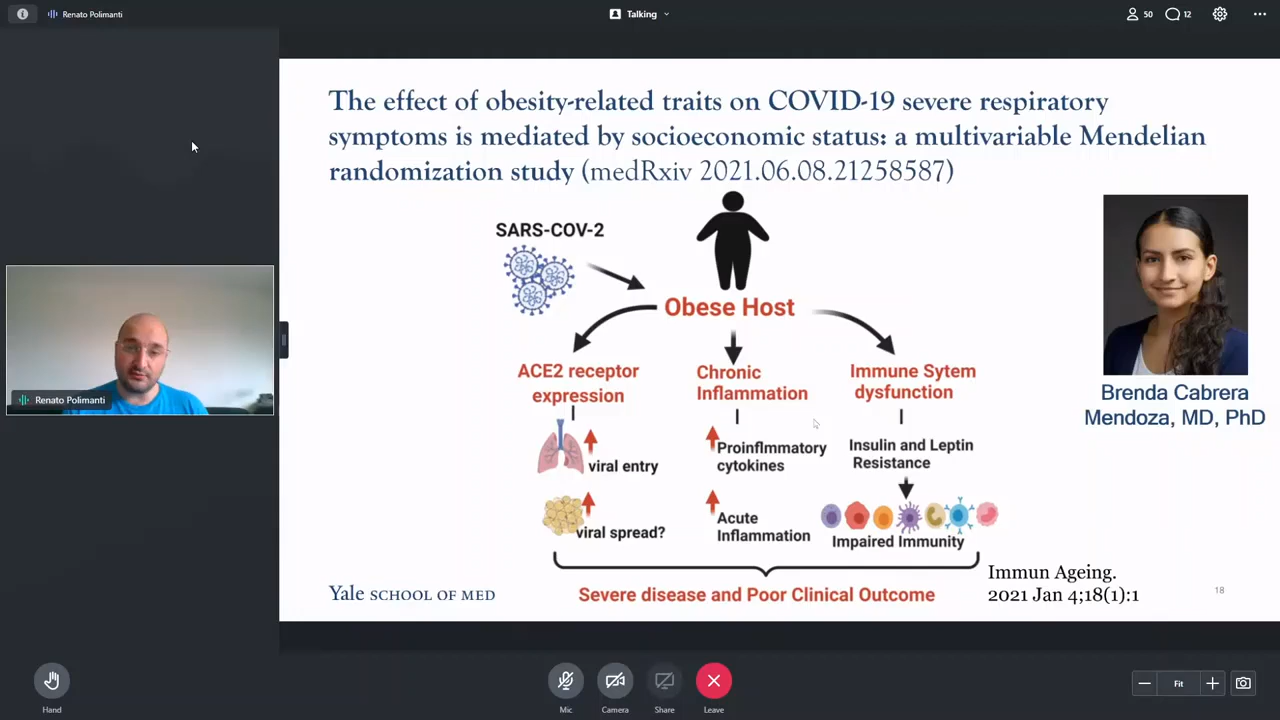 Renato Polimanti
Talking
50
12
The effect of obesity-related traits on COVID-19 severe respiratory
symptoms is mediated by socioeconomic status: a multivariable Mendelian
randomization study (medRxiv 2021.06.08.21258587)
SARS-COV-2
Obese Host
ACE2 receptor
expression
viral entry
viral spread?
Chronic
Inflammation
Proinflmmatory
cytokines
Acute
Inflammation
Immune Sytem
dysfunction
Insulin and Leptin
Resistance
Impaired Immunity
Severe disease and Poor Clinical Outcome
Brenda Cabrera
Mendoza, MD, PhD
Immun Ageing.
2021 Jan 4;18(1):1
Yale SCHOOL OF MED
18
Renato Polimanti
Hand
Mic
Camera
Share
Leave
Fit